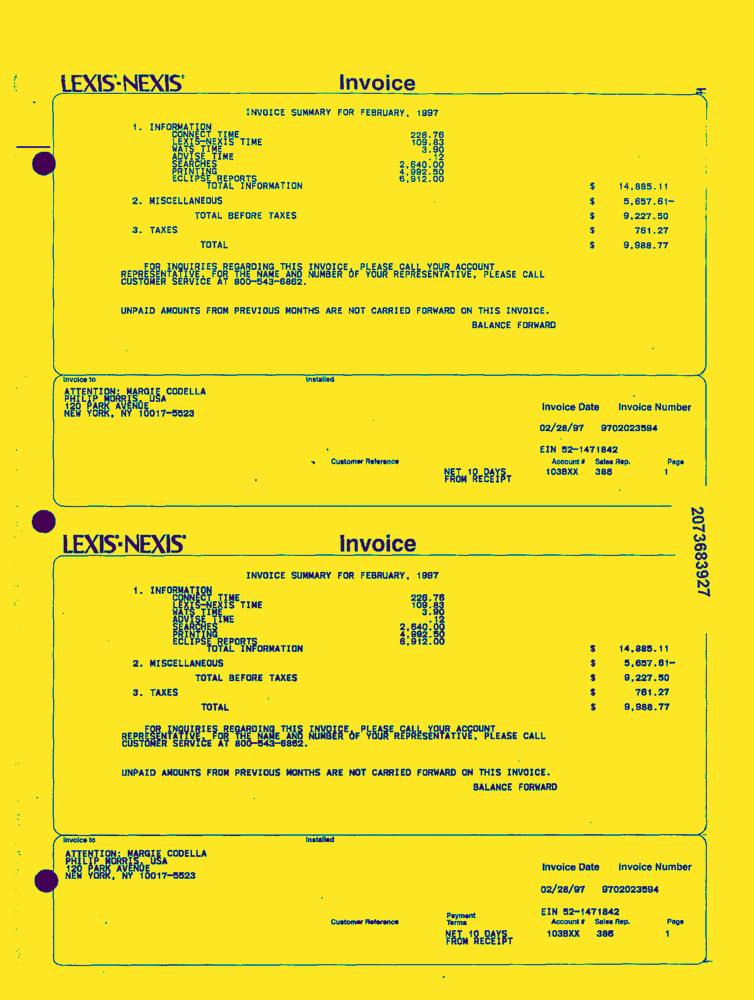 LEXIS·NEXIS
Invoice
INVOICE SUMMARY FOR FEBRUARY, 1997
1. INFORMATION
CONNECT TIME 226.76
LEXIS-NEXIS TIME 109.83
WATS TIME 3.90
ADVISE TIME .12
SEARCHES 2,640.00
PRINTING 4,992.50
ECLIPSE REPORTS 6,912.00
TOTAL INFORMATION $ 14,885.11
2. MISCELLANEOUS $ 5,657.61-
TOTAL BEFORE TAXES $ 9,227.50
3. TAXES $ 761.27
TOTAL $ 9,988.77
FOR INQUIRIES REGARDING THIS INVOICE, PLEASE CALL YOUR ACCOUNT
REPRESENTATIVE. FOR THE NAME AND NUMBER OF YOUR REPRESENTATIVE, PLEASE CALL
CUSTOMER SERVICE AT 800-543-6862.
UNPAID AMOUNTS FROM PREVIOUS MONTHS ARE NOT CARRIED FORWARD ON THIS INVOICE.
BALANCE FORWARD
Invoice to Installed
ATTENTION: MARGIE CODELLA
PHILIP MORRIS, USA
120 PARK AVENUE
NEW YORK, NY 10017-5523
Invoice Date Invoice Number
02/28/97 9702023594
EIN 52-1471842
Customer Reference Account # Sales Rep. Page
NET 10 DAYS 103BXX 386 1
FROM RECEIPT
2073683927
LEXIS·NEXIS
Invoice
INVOICE SUMMARY FOR FEBRUARY, 1997
1. INFORMATION
CONNECT TIME 226.76
LEXIS-NEXIS TIME 109.83
WATS TIME 3.90
ADVISE TIME .12
SEARCHES 2,640.00
PRINTING 4,992.50
ECLIPSE REPORTS 6,912.00
TOTAL INFORMATION $ 14,885.11
2. MISCELLANEOUS $ 5,657.61-
TOTAL BEFORE TAXES $ 9,227.50
3. TAXES $ 761.27
TOTAL $ 9,988.77
FOR INQUIRIES REGARDING THIS INVOICE, PLEASE CALL YOUR ACCOUNT
REPRESENTATIVE. FOR THE NAME AND NUMBER OF YOUR REPRESENTATIVE, PLEASE CALL
CUSTOMER SERVICE AT 800-543-6862.
UNPAID AMOUNTS FROM PREVIOUS MONTHS ARE NOT CARRIED FORWARD ON THIS INVOICE.
BALANCE FORWARD
Invoice to Installed
ATTENTION: MARGIE CODELLA
PHILIP MORRIS, USA
120 PARK AVENUE
NEW YORK, NY 10017-5523
Invoice Date Invoice Number
02/28/97 9702023594
EIN 52-1471842
Customer Reference Payment Terms Account # Sales Rep. Page
NET 10 DAYS 103BXX 386 1
FROM RECEIPT